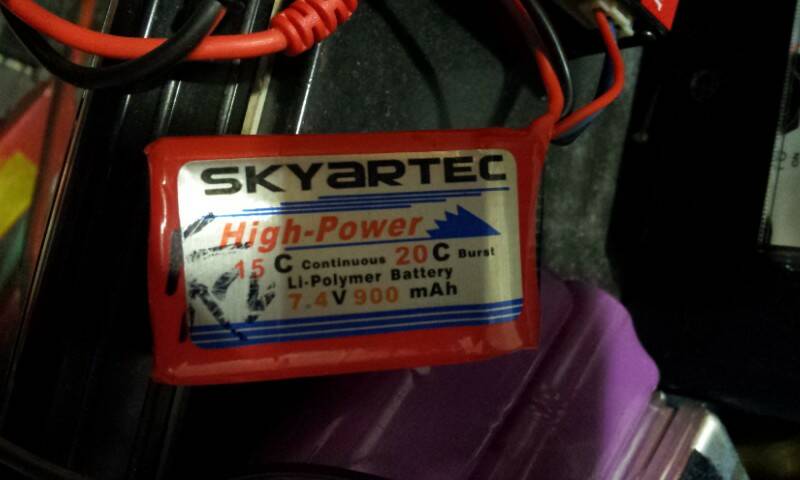 SKYARTEC
High-Power
15 C Continuous 20 C Burst
Li-Polymer Battery
7.4V 900 mAh